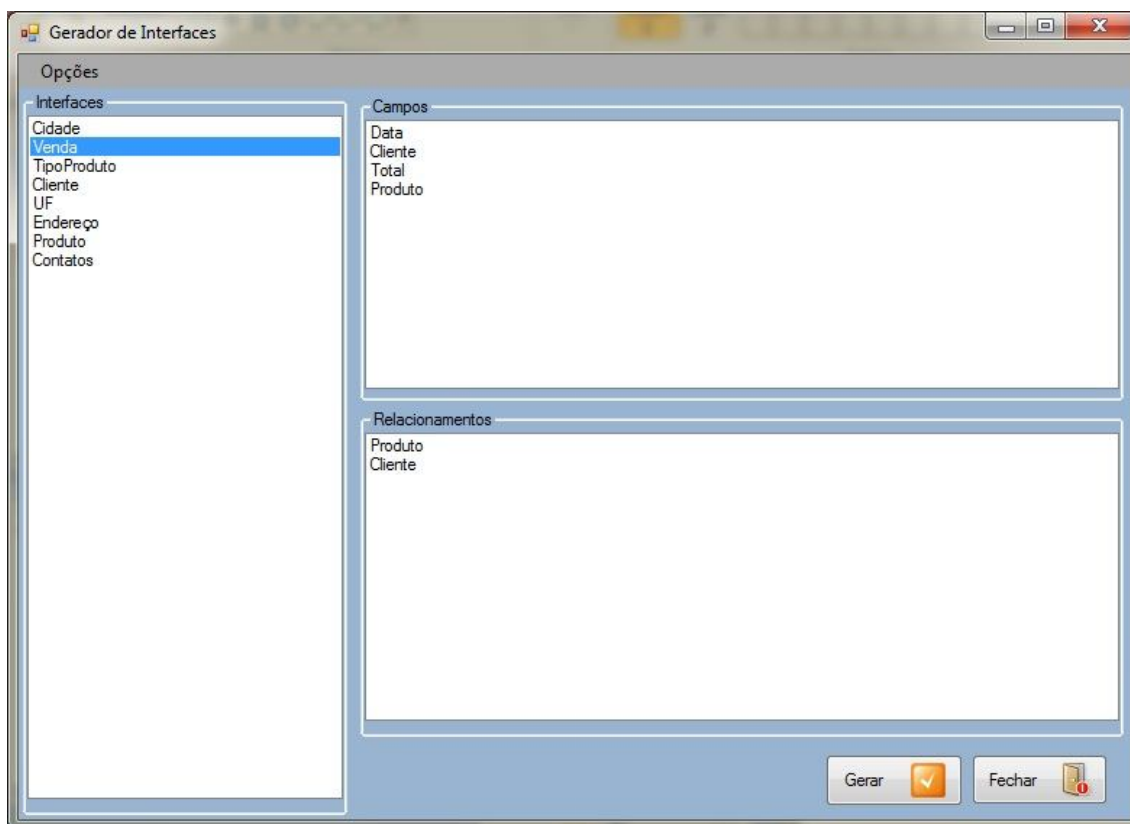 Gerador de Interfaces
Opções
Interfaces
Cidade
Venda
TipoProduto
Cliente
UF
Endereço
Produto
Contatos
Campos
Data
Cliente
Total
Produto
Relacionamentos
Produto
Cliente
Gerar
Fechar